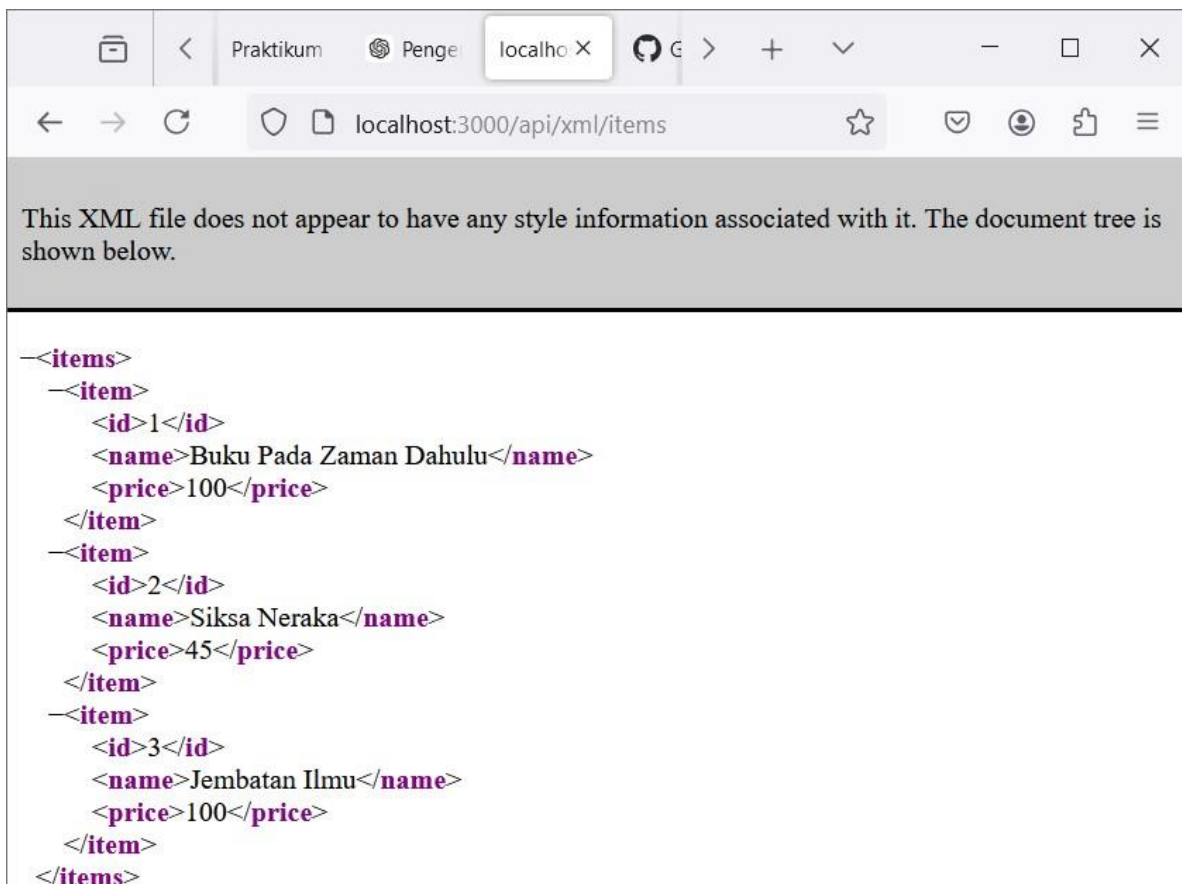 Praktikum Penge localho G
localhost:3000/api/xml/items
This XML file does not appear to have any style information associated with it. The document tree is
shown below.
—<items>
—<item>
<id>1</id>
<name>Buku Pada Zaman Dahulu</name>
<price>100</price>
</item>
—<item>
<id>2</id>
<name>Siksa Neraka</name>
<price>45</price>
</item>
—<item>
<id>3</id>
<name>Jembatan Ilmu</name>
<price>100</price>
</item>
</items>